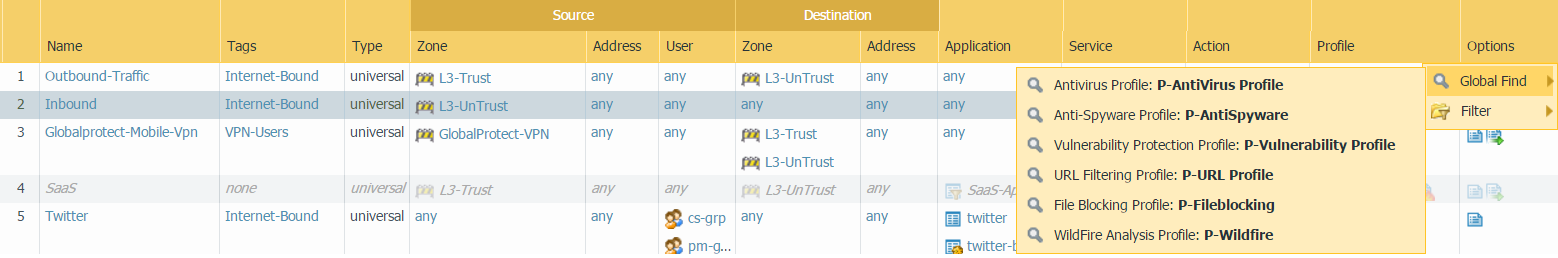 Source Destination
Name Tags Type Zone Address User Zone Address Application Service Action Profile Options
1 Outbound-Traffic Internet-Bound universal L3-Trust any any L3-UnTrust any any
Global Find
Antivirus Profile: P-AntiVirus Profile
2 Inbound Internet-Bound universal L3-UnTrust any any any any any
Anti-Spyware Profile: P-AntiSpyware
Filter
3 Globalprotect-Mobile-Vpn VPN-Users universal GlobalProtect-VPN any any L3-Trust any any
Vulnerability Protection Profile: P-Vulnerability Profile
L3-UnTrust
URL Filtering Profile: P-URL Profile
4 SaaS none universal L3-Trust any any L3-UnTrust any SaaS-Ap
File Blocking Profile: P-Fileblocking
5 Twitter Internet-Bound universal any any cs-grp any any twitter
WildFire Analysis Profile: P-Wildfire
pm-g... twitter-b